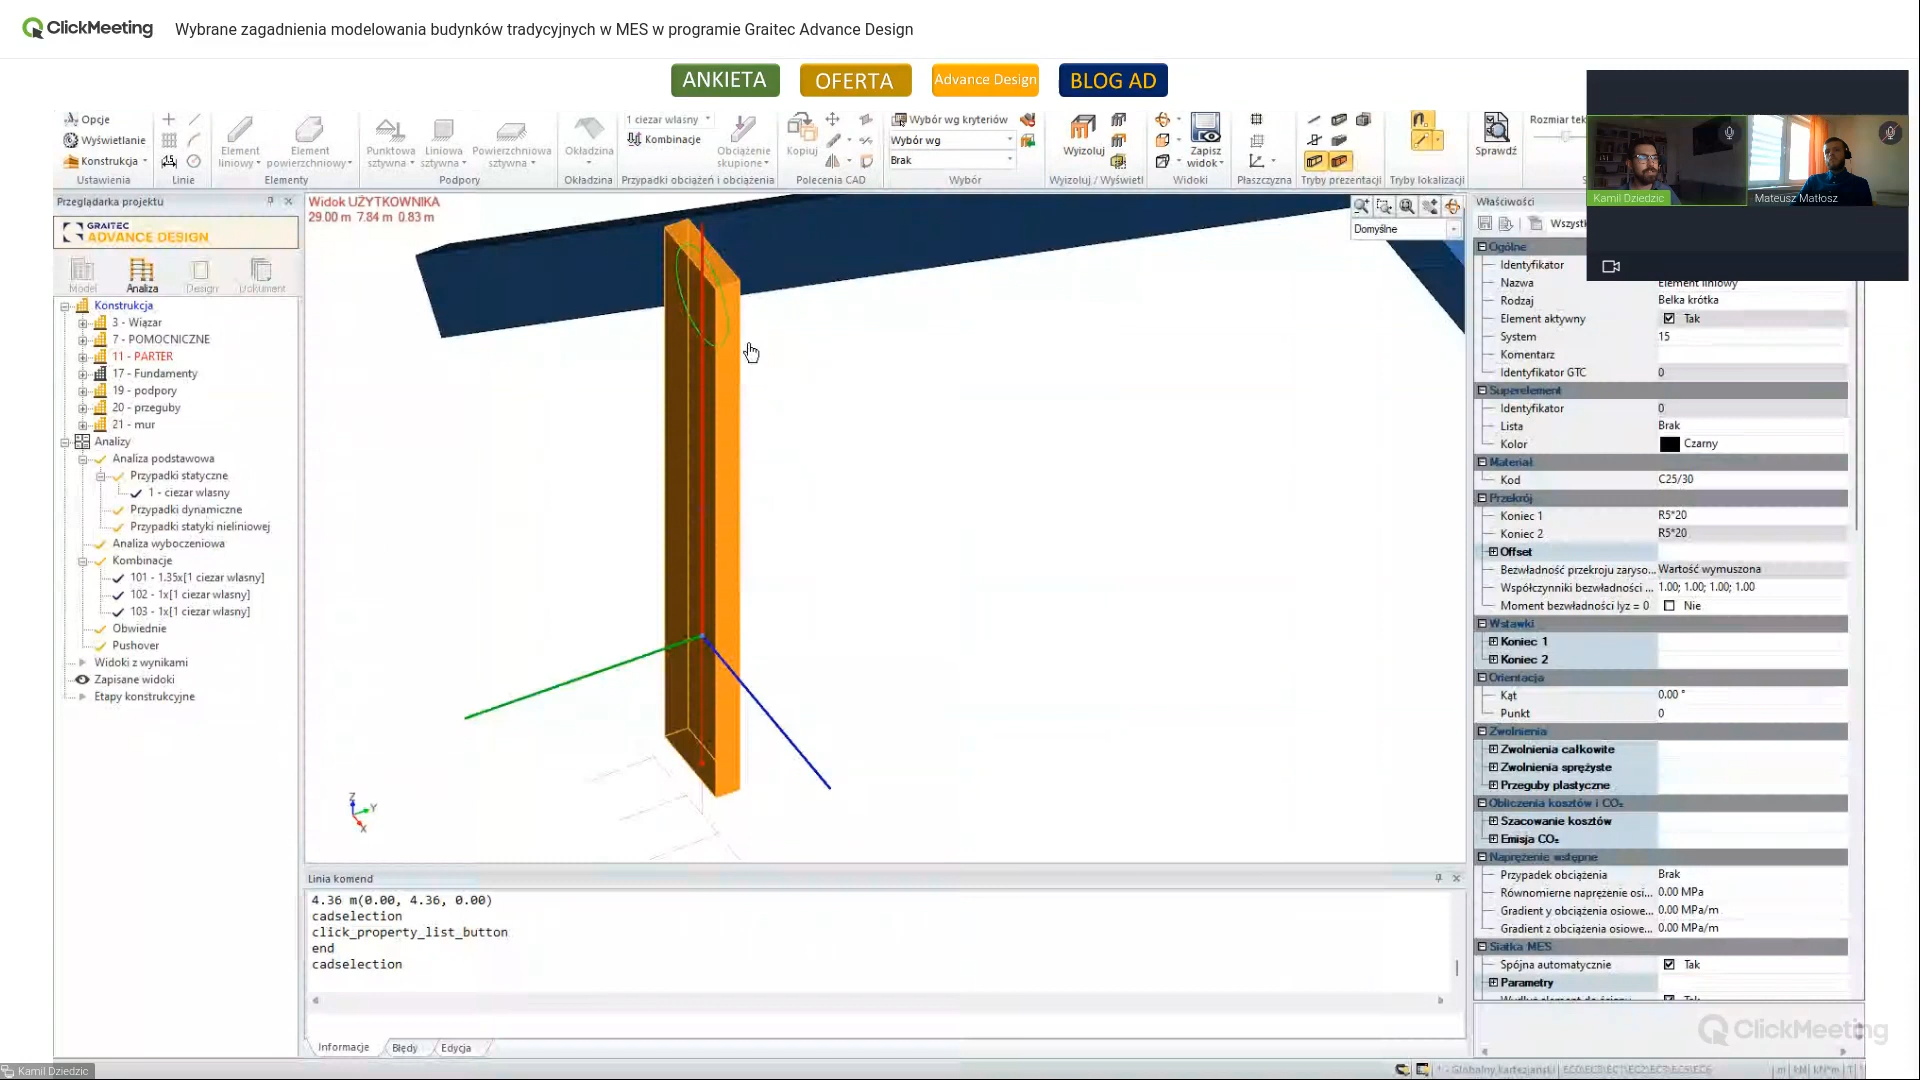 ClickMeeting
Wybrane zagadnienia modelowania budynków tradycyjnych w MES w programie Graitec Advance Design
ANKIETA
OFERTA
Advance Design
BLOG AD
Opcje
Wyświetlanie
Konstrukcja
Ustawienia
Linie
Element liniowy
Element powierzchniowy
Elementy
Punktowa sztywna
Liniowa sztywna
Powierzchniowa sztywna
Podpory
Okładzina
Okładzina
1 ciezar wlasny
Kombinacje
Obciążenie skupione
Przypadki obciążeń i obciążenia
Kopiuj
Polecenia CAD
Wybór wg kryteriów
Wybór wg
Brak
Wybór
Wyizoluj
Wyizoluj / Wyświetl
Zapisz widok
Widoki
Płaszczyzna
Tryby prezentacji
Tryby lokalizacji
Sprawdź
Rozmiar tek
Kamil Dziedzic
Mateusz Matłosz
Przeglądarka projektu
GRAITEC
ADVANCE DESIGN
Model
Analiza
Design
Dokument
Konstrukcja
3 - Wiązar
7 - POMOCNICZNE
11 - PARTER
17 - Fundamenty
19 - podpory
20 - przeguby
21 - mur
Analizy
Analiza podstawowa
Przypadki statyczne
1 - ciezar wlasny
Przypadki dynamiczne
Przypadki statyki nieliniowej
Analiza wyboczeniowa
Kombinacje
101 - 1.35x[1 ciezar wlasny]
102 - 1x[1 ciezar wlasny]
103 - 1x[1 ciezar wlasny]
Obwiednie
Pushover
Widoki z wynikami
Zapisane widoki
Etapy konstrukcyjne
Widok UŻYTKOWNIKA
29.00 m 7.84 m 0.83 m
Domyślne
Z
Y
X
Linia komend
4.36 m(0.00, 4.36, 0.00)
cadselection
click_property_list_button
end
cadselection
Informacje
Błędy
Edycja
Właściwości
Wszystk
Ogólne
Identyfikator
Nazwa Element liniowy
Rodzaj Belka krótka
Element aktywny Tak
System 15
Komentarz
Identyfikator GTC 0
Superelement
Identyfikator 0
Lista Brak
Kolor Czarny
Materiał
Kod C25/30
Przekrój
Koniec 1 R5*20
Koniec 2 R5*20
Offset
Bezwładność przekroju zaryso... Wartość wymuszona
Współczynniki bezwładności ... 1.00; 1.00; 1.00; 1.00
Moment bezwładności Iyz = 0 Nie
Wstawki
Koniec 1
Koniec 2
Orientacja
Kąt 0.00 °
Punkt 0
Zwolnienia
Zwolnienia całkowite
Zwolnienia sprężyste
Przeguby plastyczne
Obliczenia kosztów i CO₂
Szacowanie kosztów
Emisja CO₂
Naprężenie wstępne
Przypadek obciążenia Brak
Równomierne naprężenie osi... 0.00 MPa
Gradient y obciążenia osiowe... 0.00 MPa/m
Gradient z obciążenia osiowe... 0.00 MPa/m
Siatka MES
Spójna automatycznie Tak
Parametry
ClickMeeting
Kamil Dziedzic